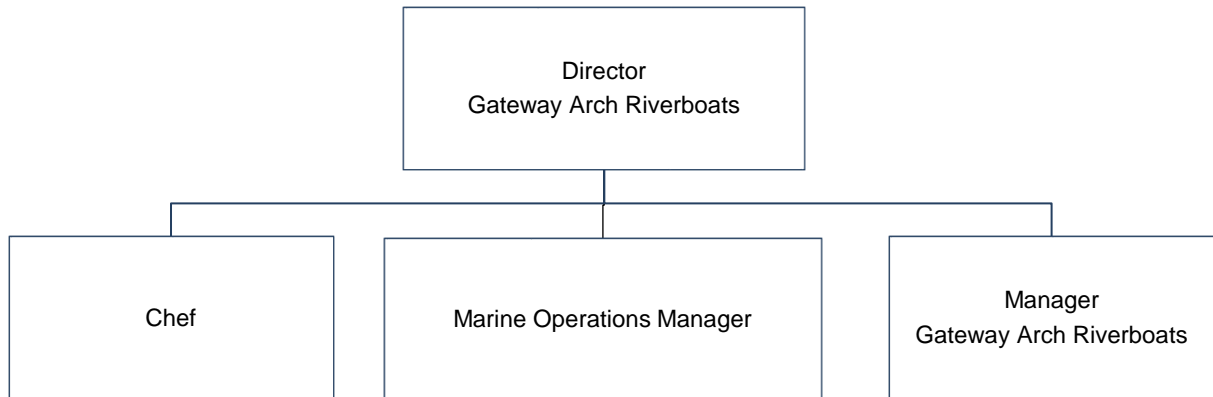 Director
Gateway Arch Riverboats
Chef
Marine Operations Manager
Manager
Gateway Arch Riverboats